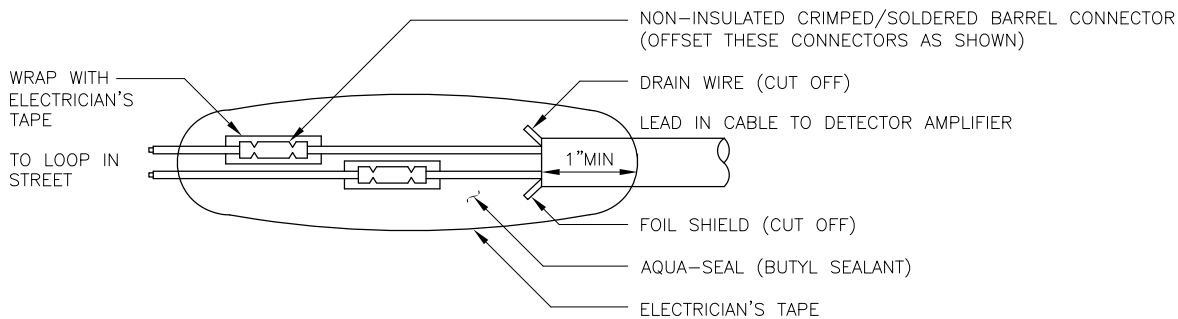 NON-INSULATED CRIMPED/SOLDERED BARREL CONNECTOR
(OFFSET THESE CONNECTORS AS SHOWN)
WRAP WITH
ELECTRICIAN'S
TAPE
DRAIN WIRE (CUT OFF)
LEAD IN CABLE TO DETECTOR AMPLIFIER
TO LOOP IN
STREET
1"MIN
FOIL SHIELD (CUT OFF)
AQUA-SEAL (BUTYL SEALANT)
ELECTRICIAN'S TAPE